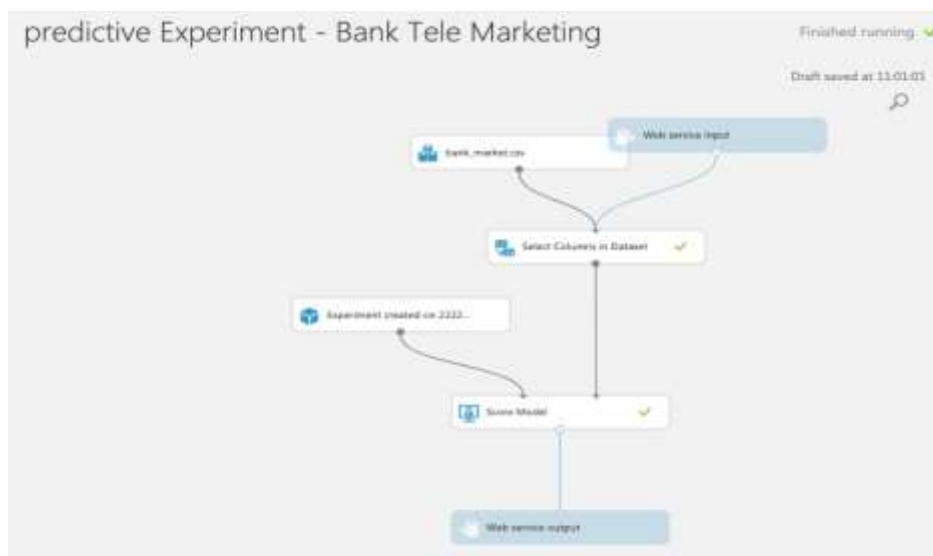 predictive Experiment - Bank Tele Marketing
Finished running
Draft saved at 11:01:03
Web service input
bank_market.csv
Select Columns in Dataset
Experiment created on 2222...
Score Model
Web service output